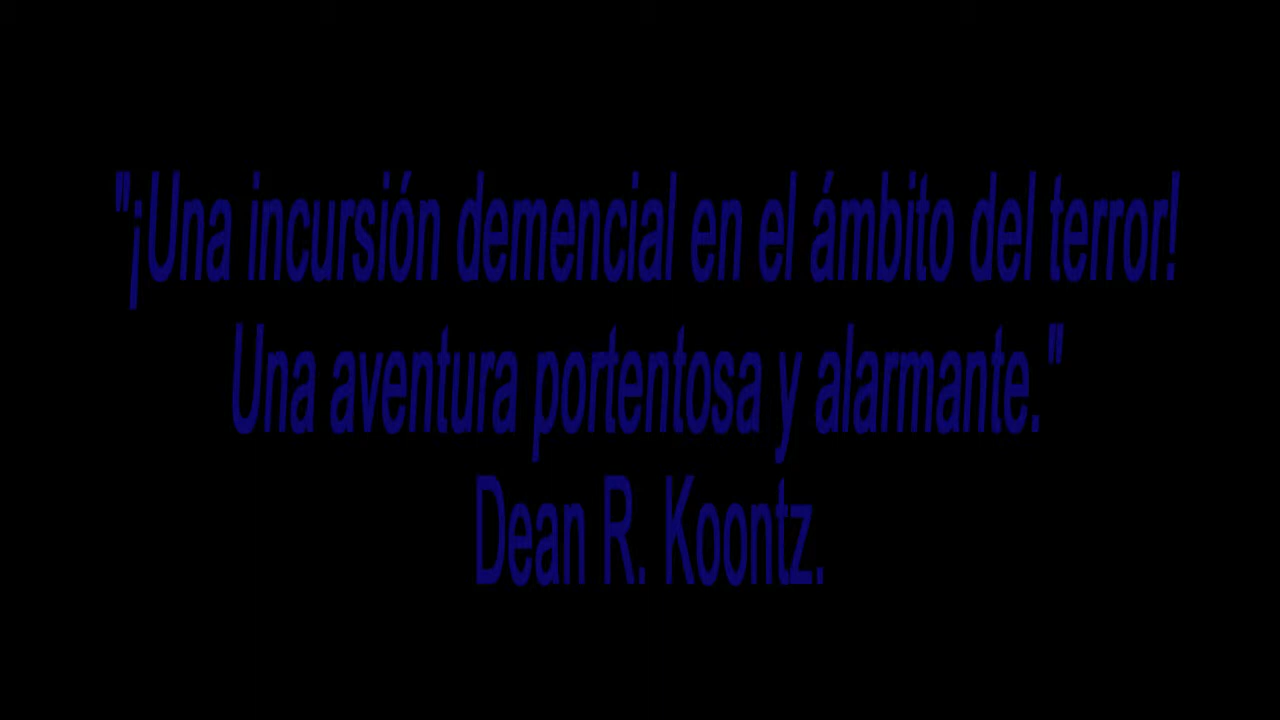 "¡Una incursión demencial en el ámbito del terror!
Una aventura portentosa y alarmante."
Dean R. Koontz.